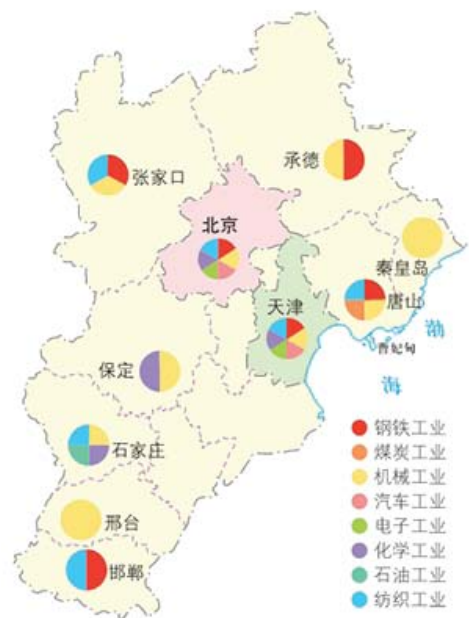 承德
张家口
北京
秦皇岛
唐山
天津
渤
曹妃甸
海
保定
石家庄
邢台
邯郸
钢铁工业
煤炭工业
机械工业
汽车工业
电子工业
化学工业
石油工业
纺织工业